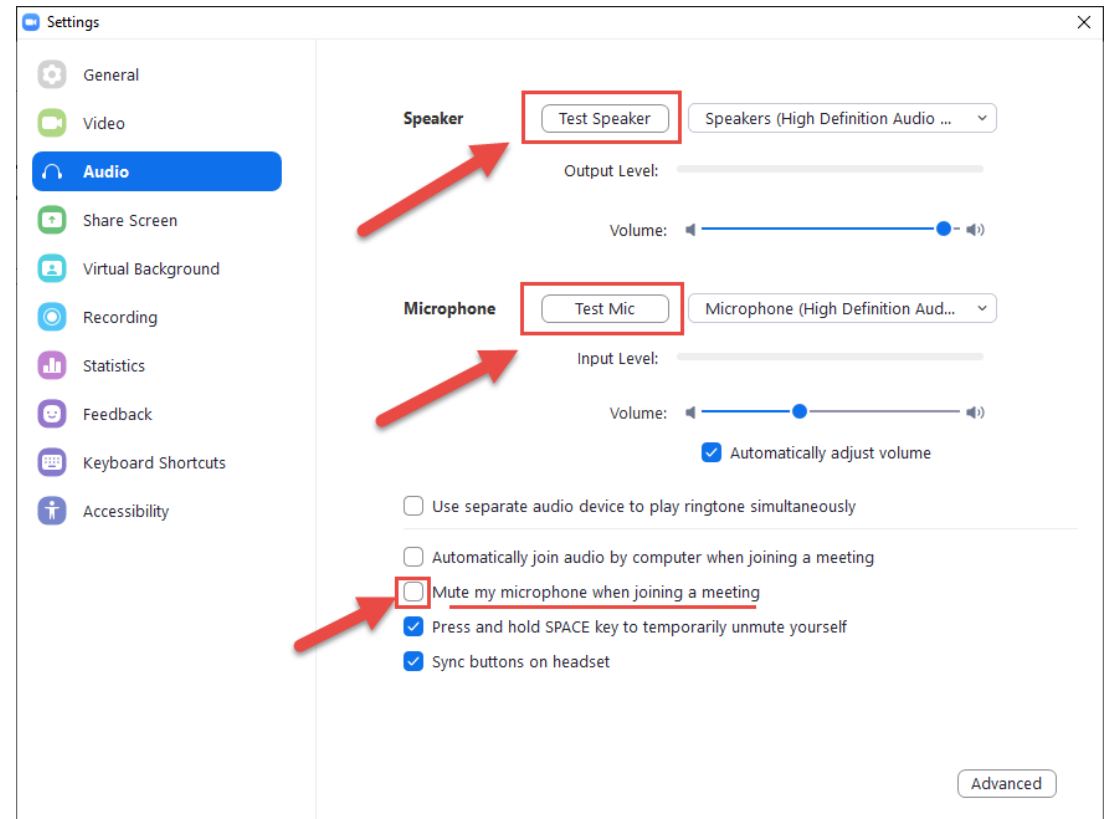 Settings
General
Video
Audio
Share Screen
Virtual Background
Recording
Statistics
Feedback
Keyboard Shortcuts
Accessibility
Speaker Test Speaker Speakers (High Definition Audio ...
Output Level:
Volume:
Microphone Test Mic Microphone (High Definition Aud...
Input Level:
Volume:
Automatically adjust volume
Use separate audio device to play ringtone simultaneously
Automatically join audio by computer when joining a meeting
Mute my microphone when joining a meeting
Press and hold SPACE key to temporarily unmute yourself
Sync buttons on headset
Advanced